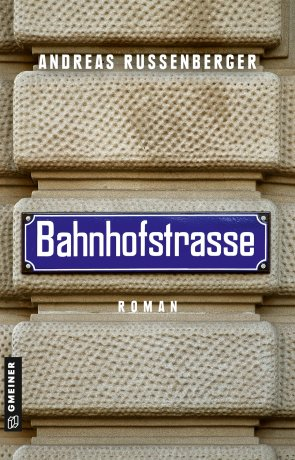 ANDREAS RUSSENBERGER
Bahnhofstrasse
ROMAN
GMEINER